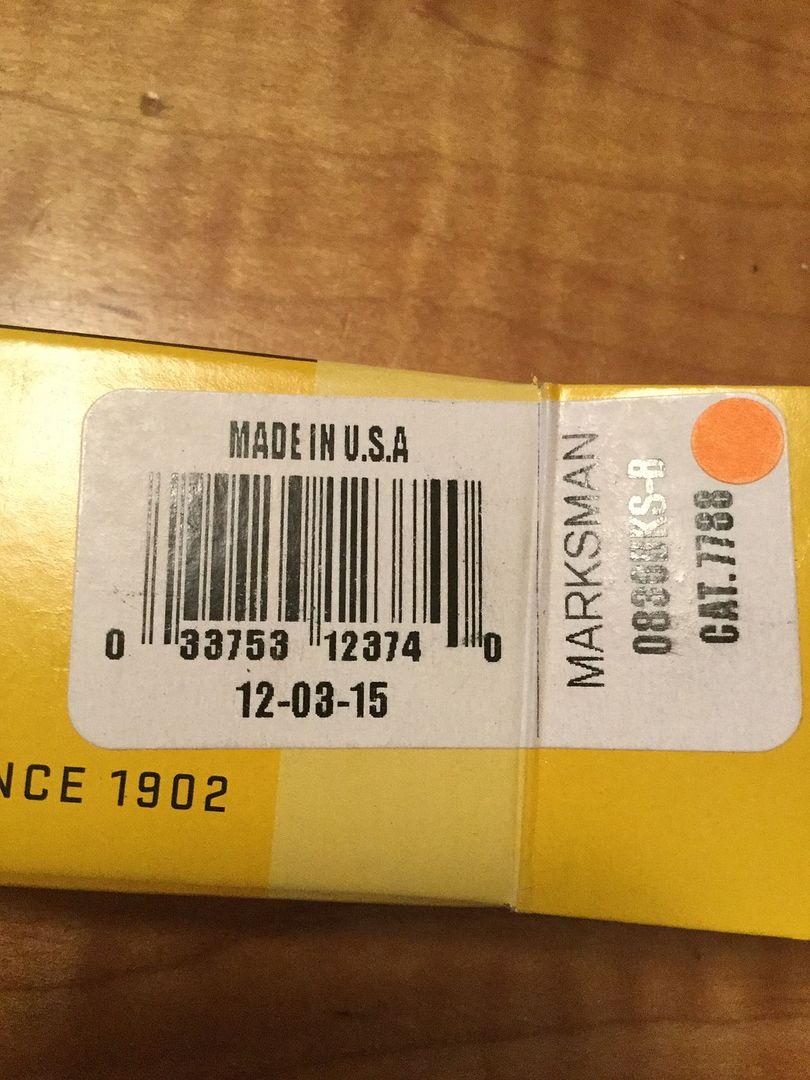 MADE IN U.S.A
0 33753 12374 0
12-03-15
NCE 1902
MARKSMAN
CAT.7788